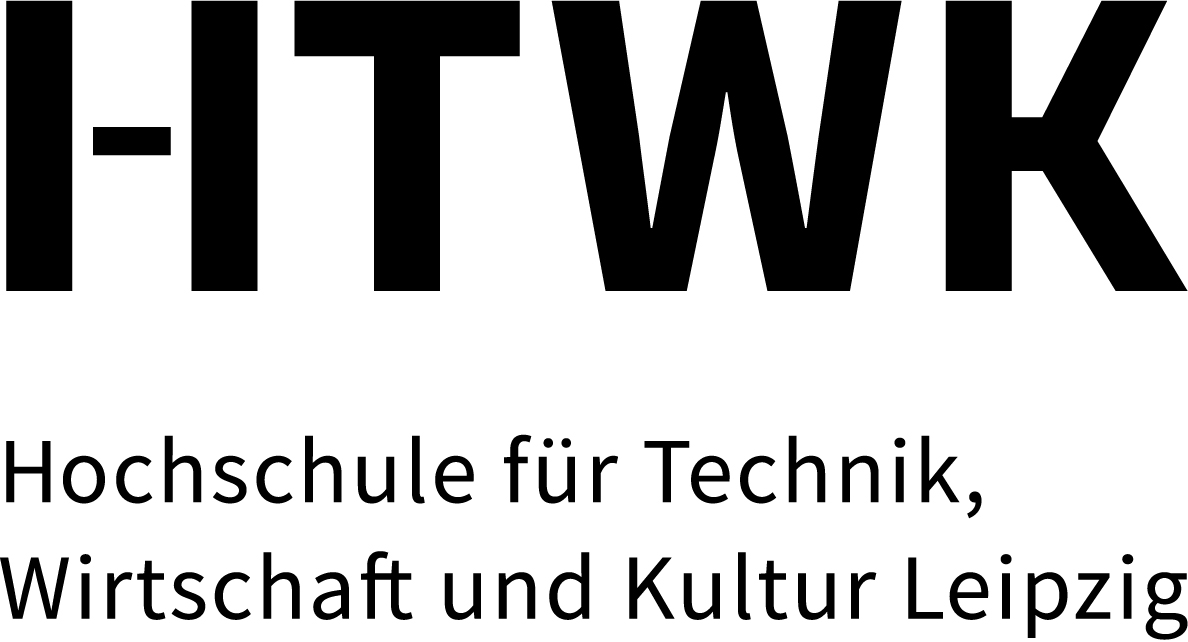 HTWK
Hochschule für Technik,
Wirtschaft und Kultur Leipzig